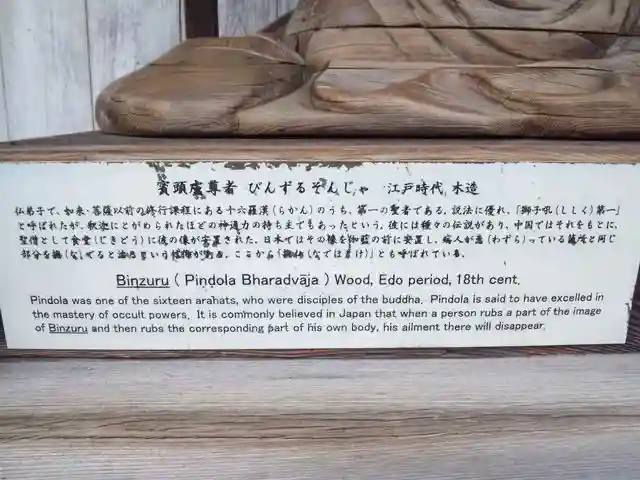 賓頭盧尊者 びんずるそんじゃ 江戸時代 木造
仏弟子で、如来・菩薩以前の修行課程にある十六羅漢(らかん)のうち、第一の聖者である。説法に優れ、「獅子吼(ししく)第一」
と呼ばれたが、釈迦にとがめられたほどの神通力の持ち主でもあったという。彼には種々の伝説があり、中国ではそれをもとに、
聖僧として食堂(じきどう)に彼の像が安置された。日本ではその像を伽藍の前に安置し、病人が患(わずら)っている箇所と同じ
部分を撫(な)でると治るという信仰がある。ここから「撫仏(なでぼとけ)」とも呼ばれている。
Binzuru ( Piṇḍola Bharadvāja ) Wood, Edo period, 18th cent.
Pindola was one of the sixteen arahats, who were disciples of the buddha. Pindola is said to have excelled in
the mastery of occult powers. It is commonly believed in Japan that when a person rubs a part of the image
of Binzuru and then rubs the corresponding part of his own body, his ailment there will disappear.